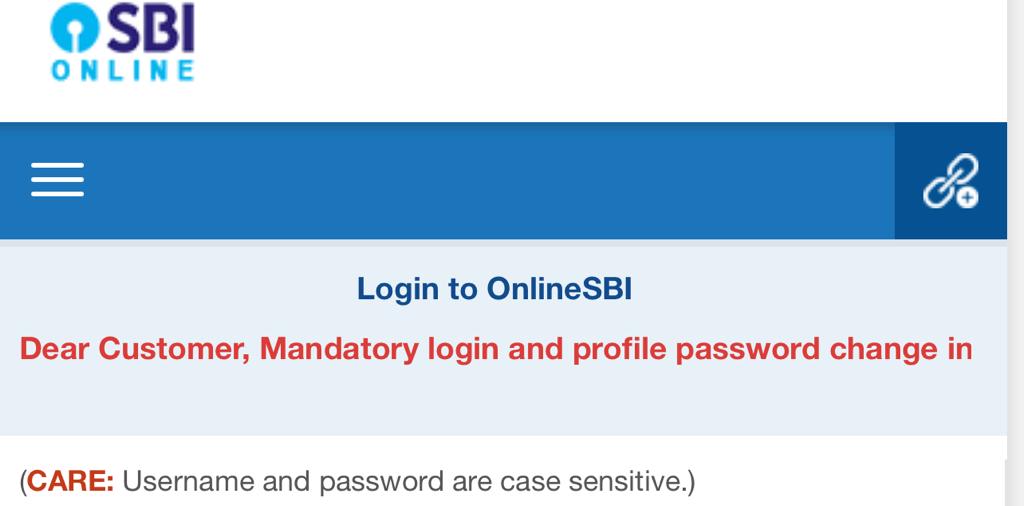 SBI
ONLINE
Login to OnlineSBI
Dear Customer, Mandatory login and profile password change in
(CARE: Username and password are case sensitive.)